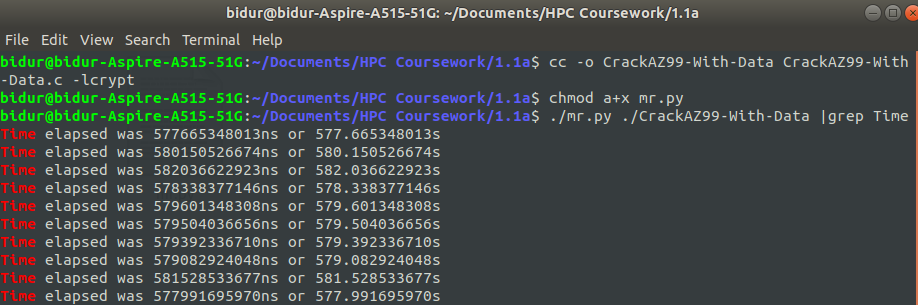 bidur@bidur-Aspire-A515-51G: ~/Documents/HPC Coursework/1.1a
File Edit View Search Terminal Help
bidur@bidur-Aspire-A515-51G:~/Documents/HPC Coursework/1.1a$ cc -o CrackAZ99-With-Data CrackAZ99-With
-Data.c -lcrypt
bidur@bidur-Aspire-A515-51G:~/Documents/HPC Coursework/1.1a$ chmod a+x mr.py
bidur@bidur-Aspire-A515-51G:~/Documents/HPC Coursework/1.1a$ ./mr.py ./CrackAZ99-With-Data |grep Time
Time elapsed was 577665348013ns or 577.665348013s
Time elapsed was 580150526674ns or 580.150526674s
Time elapsed was 582036622923ns or 582.036622923s
Time elapsed was 578338377146ns or 578.338377146s
Time elapsed was 579601348308ns or 579.601348308s
Time elapsed was 579504036656ns or 579.504036656s
Time elapsed was 579392336710ns or 579.392336710s
Time elapsed was 579082924048ns or 579.082924048s
Time elapsed was 581528533677ns or 581.528533677s
Time elapsed was 577991695970ns or 577.991695970s